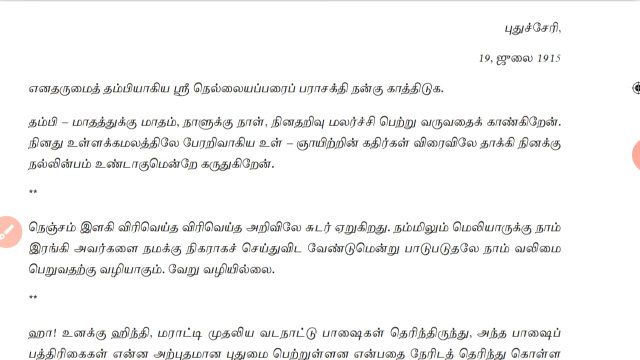 புதுச்சேரி,
19, ஜுலை 1915
எனதருமைத் தம்பியாகிய ஸ்ரீ நெல்லையப்பரைப் பராசக்தி நன்கு காத்திடுக.
தம்பி – மாதத்துக்கு மாதம், நாளுக்கு நாள், நினதறிவு மலர்ச்சி பெற்று வருவதைக் காண்கிறேன்.
நினது உள்ளக்கமலத்திலே பேரறிவாகிய உள் – ஞாயிற்றின் கதிர்கள் விரைவிலே தாக்கி நினக்கு
நல்லின்பம் உண்டாகுமென்றே கருதுகிறேன்.
**
நெஞ்சம் இளகி விரிவெய்த விரிவெய்த அறிவிலே சுடர் ஏறுகிறது. நம்மிலும் மெலியாருக்கு நாம்
இரங்கி அவர்களை நமக்கு நிகராகச் செய்துவிட வேண்டுமென்று பாடுபடுதலே நாம் வலிமை
பெறுவதற்கு வழியாகும். வேறு வழியில்லை.
**
ஹா! உனக்கு ஹிந்தி, மராட்டி முதலிய வடநாட்டு பாஷைகள் தெரிந்திருந்து, அந்த பாஷைப்
பத்திரிகைகள் என்ன அற்புதமான புதுமை பெற்றுள்ளன என்பதை நேரிடத் தெரிந்து கொள்ள